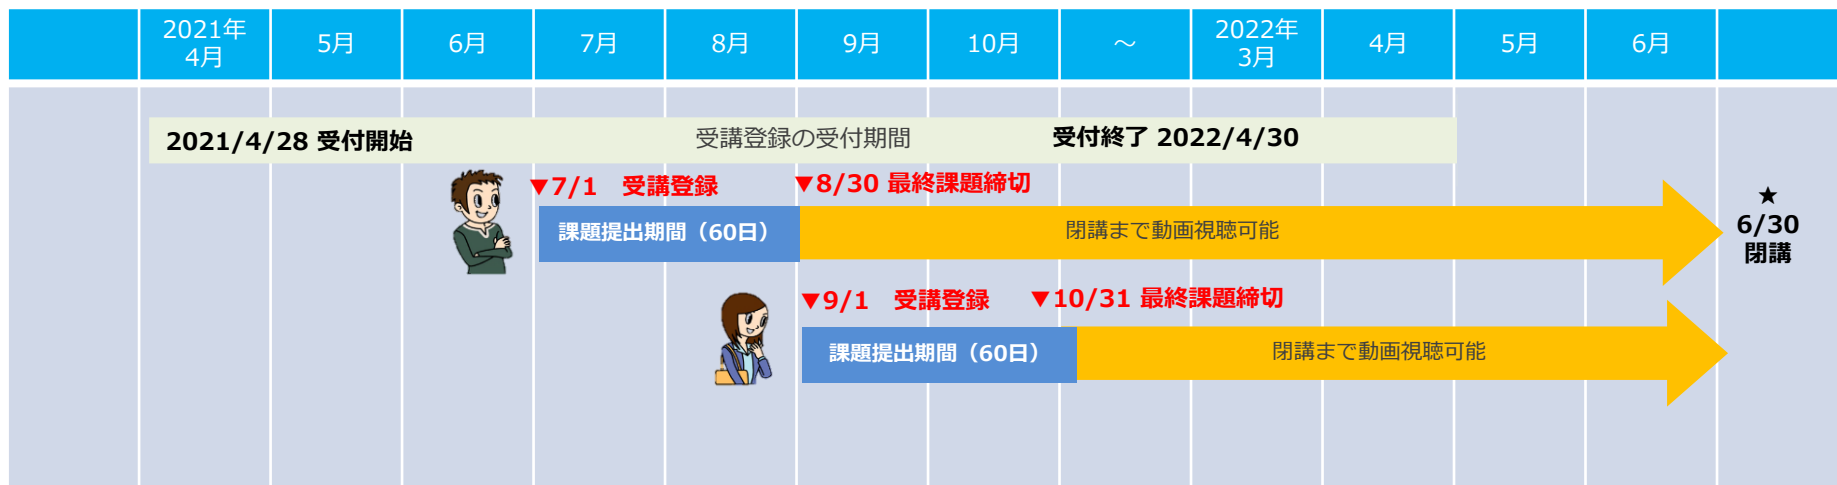 2021年
4月
5月
6月
7月
8月
9月
10月
～
2022年
3月
4月
5月
6月
2021/4/28 受付開始
受講登録の受付期間
受付終了 2022/4/30
▼7/1　受講登録
▼8/30 最終課題締切
課題提出期間（60日）
閉講まで動画視聴可能
★
6/30
閉講
▼9/1　受講登録
▼10/31 最終課題締切
課題提出期間（60日）
閉講まで動画視聴可能